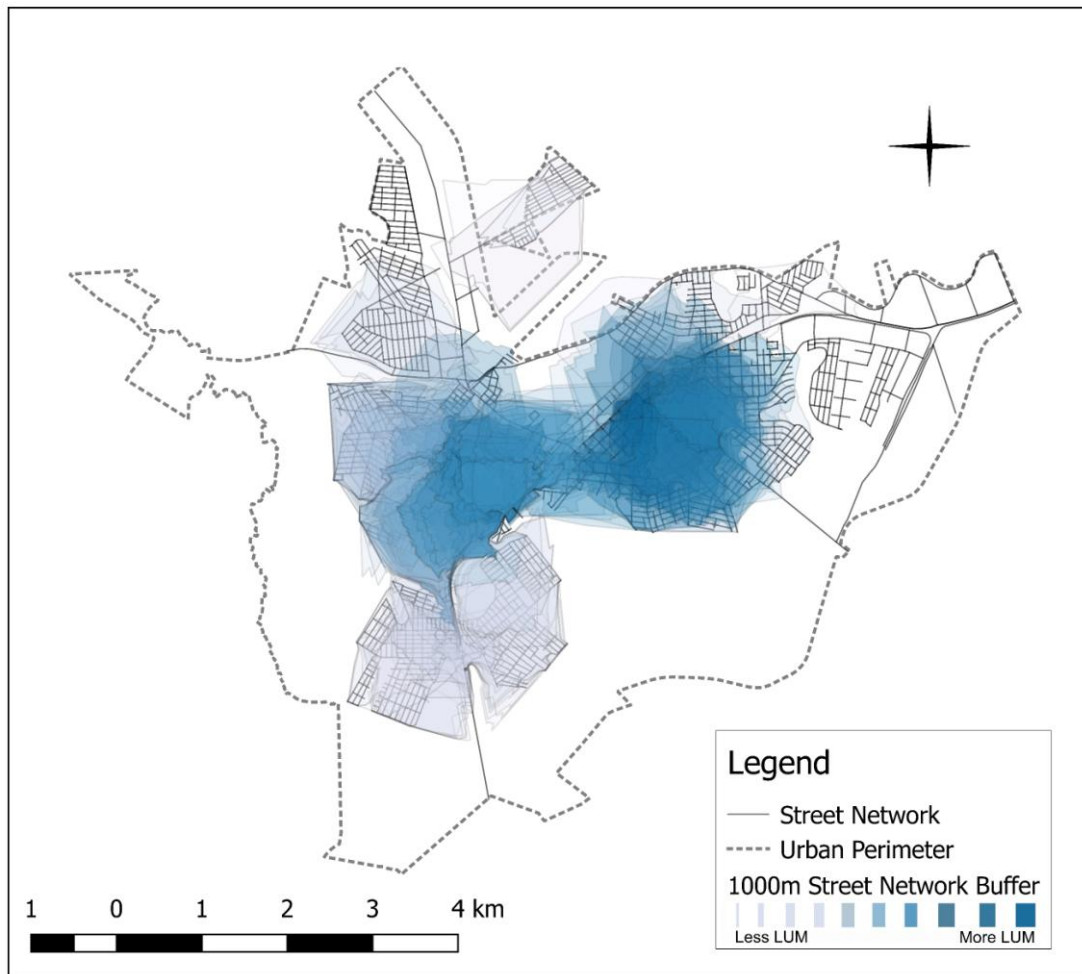 Legend
Street Network
Urban Perimeter
1000m Street Network Buffer
Less LUM More LUM
1 0 1 2 3 4 km